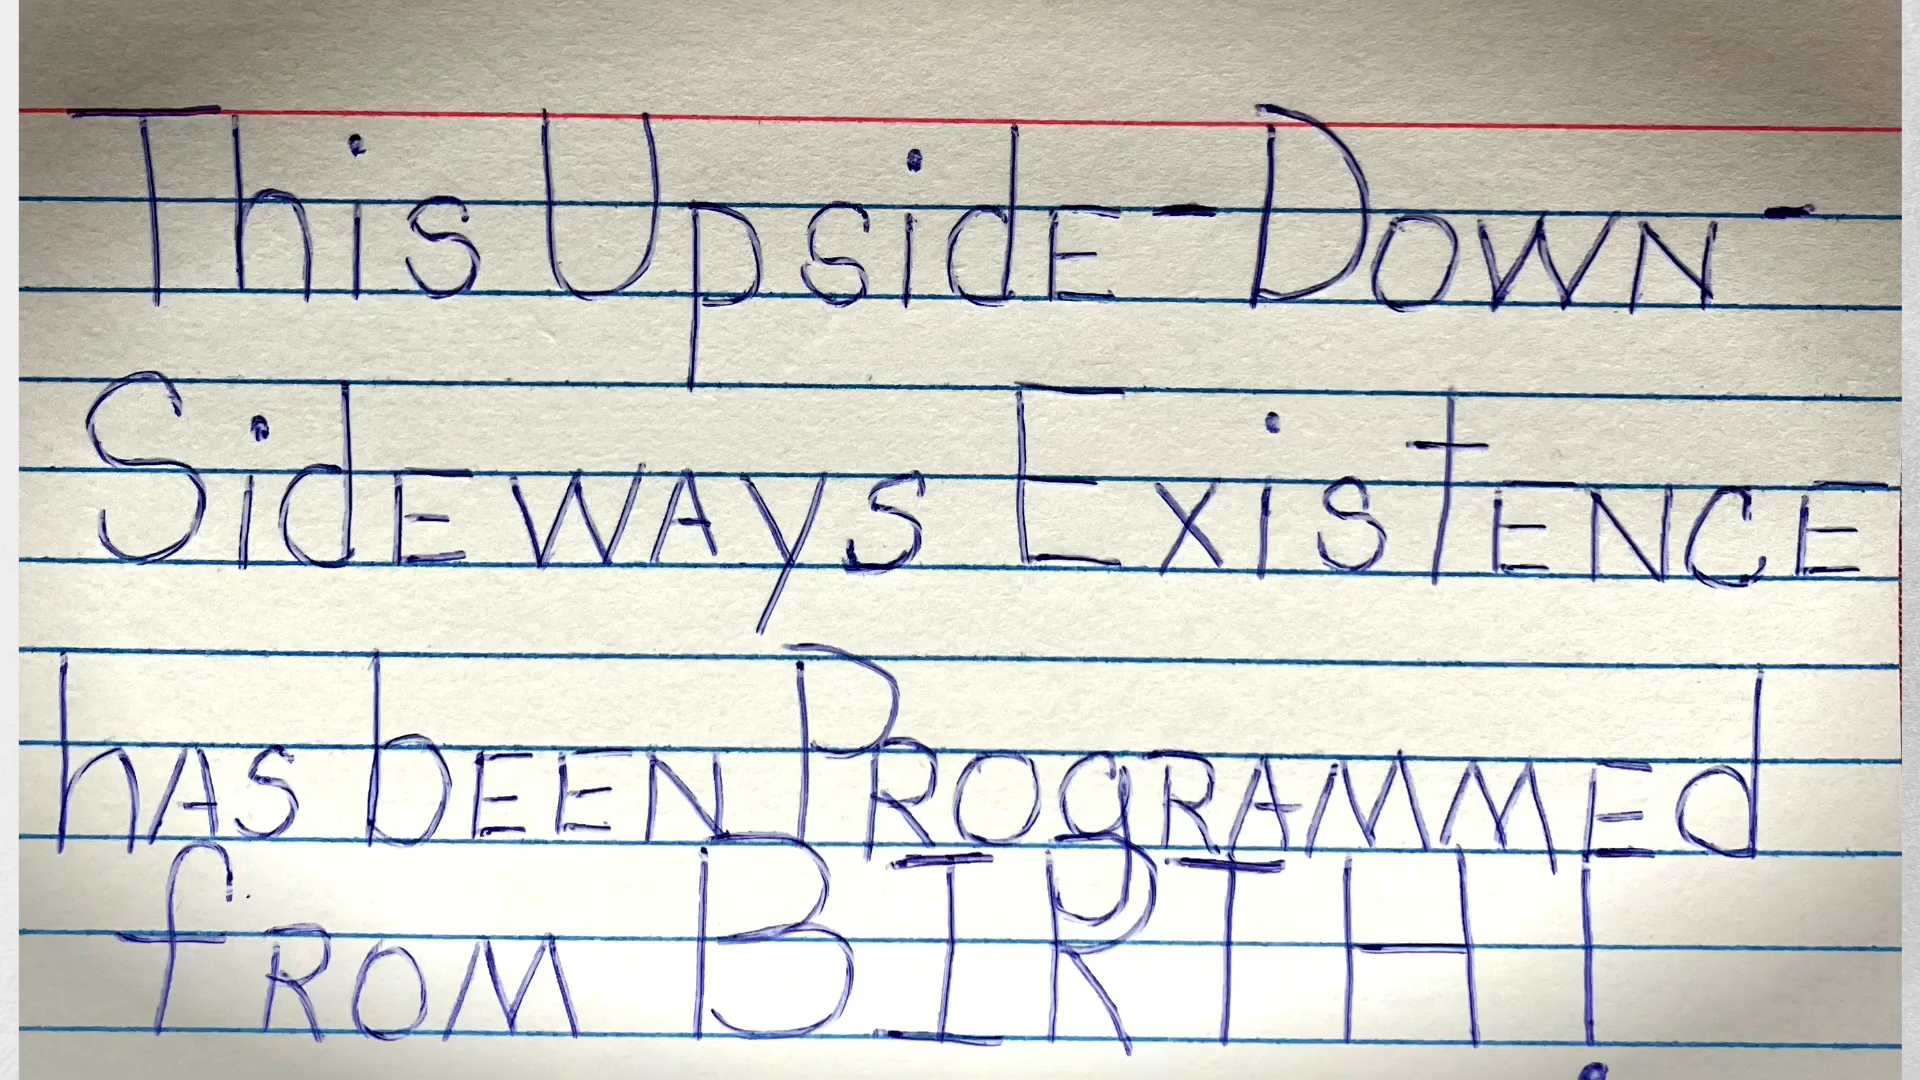 This Upside-Down-
Sideways Existence
has been Programmed
from BIRTH!